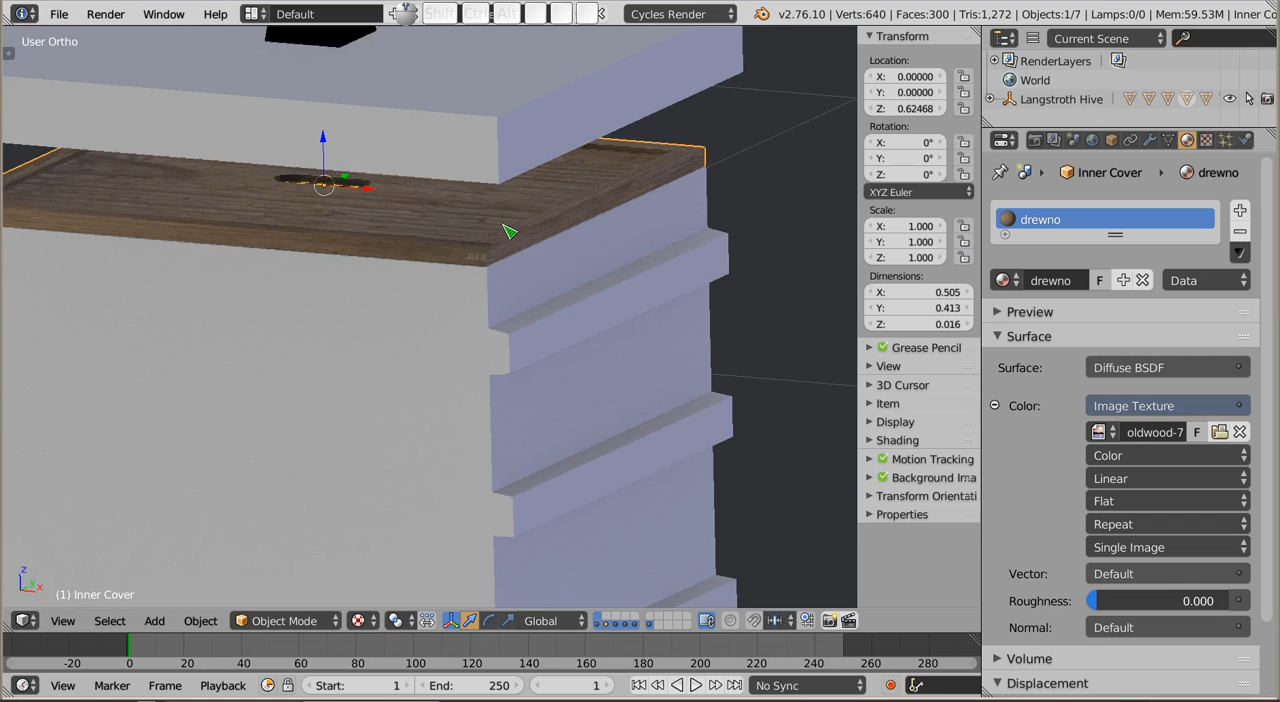 File Render Window Help Default Shift Ctrl Alt Cycles Render v2.76.10 | Verts:640 | Faces:300 | Tris:1,272 | Objects:1/7 | Lamps:0/0 | Mem:59.53M | Inner Co
User Ortho
Transform
Location:
X: 0.00000
Y: 0.00000
Z: 0.62468
Rotation:
X: 0°
Y: 0°
Z: 0°
XYZ Euler
Scale:
X: 1.000
Y: 1.000
Z: 1.000
Dimensions:
X: 0.505
Y: 0.413
Z: 0.016
Grease Pencil
View
3D Cursor
Item
Display
Shading
Motion Tracking
Background Ima
Transform Orientati
Properties
Current Scene
RenderLayers
World
Langstroth Hive
Inner Cover drewno
drewno
drewno F Data
Preview
Surface
Surface: Diffuse BSDF
Color: Image Texture
oldwood-7 F
Color
Linear
Flat
Repeat
Single Image
Vector: Default
Roughness: 0.000
Normal: Default
Volume
Displacement
z
y
x
(1) Inner Cover
View Select Add Object Object Mode Global
-20 0 20 40 60 80 100 120 140 160 180 200 220 240 260 280
View Marker Frame Playback Start: 1 End: 250 1 No Sync